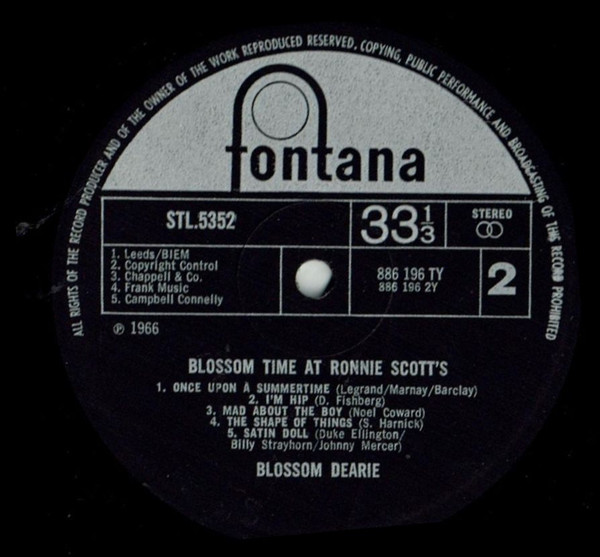 ALL RIGHTS OF THE RECORD PRODUCER AND OF THE OWNER OF THE WORK REPRODUCED RESERVED. COPYING, PUBLIC PERFORMANCE AND BROADCASTING OF THIS RECORD PROHIBITED
fontana
STL.5352
33 1/3
STEREO
1. Leeds/BIEM
2. Copyright Control
3. Chappell & Co.
4. Frank Music
5. Campbell Connelly
886 196 TY
886 196 2Y
2
℗ 1966
BLOSSOM TIME AT RONNIE SCOTT'S
1. ONCE UPON A SUMMERTIME (Legrand/Marnay/Barclay)
2. I'M HIP (D. Fishberg)
3. MAD ABOUT THE BOY (Noel Coward)
4. THE SHAPE OF THINGS (S. Harnick)
5. SATIN DOLL (Duke Ellington/
Billy Strayhorn/Johnny Mercer)
BLOSSOM DEARIE